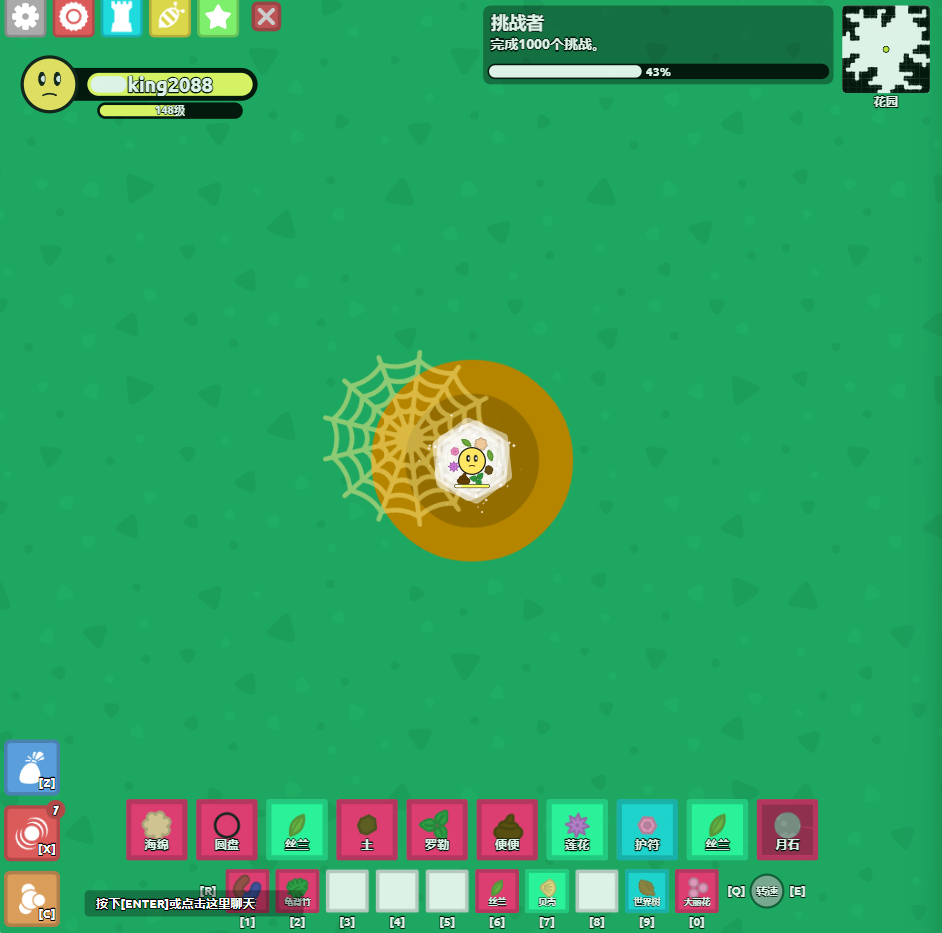 挑战者
完成1000个挑战。
43%
花园
king2088
148级
[Z]
7
[X]
[C]
海绵
圆盘
丝兰
土
罗勒
便便
莲花
护符
丝兰
月石
[R]
龟背竹
丝兰
贝壳
世界树
大丽花
[Q]
转速
[E]
按下[ENTER]或点击这里聊天
[1]
[2]
[3]
[4]
[5]
[6]
[7]
[8]
[9]
[0]